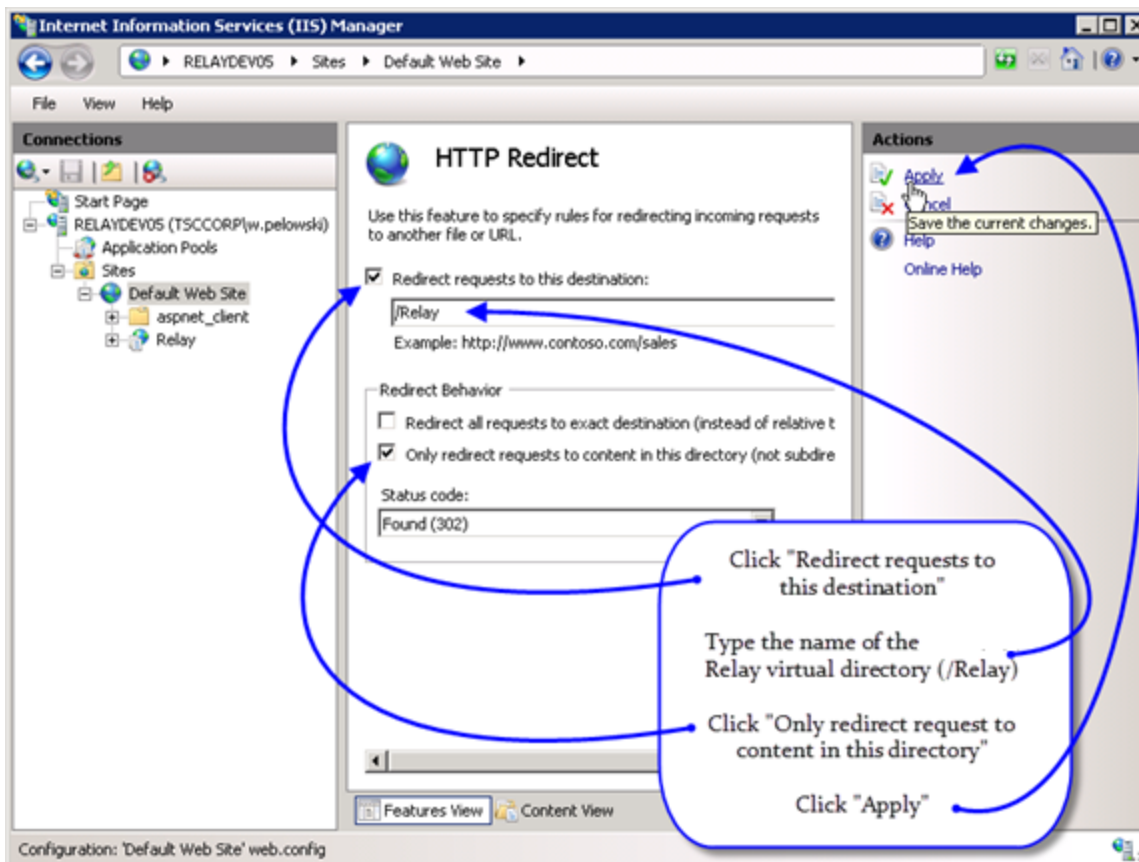 Internet Information Services (IIS) Manager
RELAYDEV05 Sites Default Web Site
File View Help
Connections
Start Page
RELAYDEV05 (TSCCORP\w.pelowski)
Application Pools
Sites
Default Web Site
aspnet_client
Relay
HTTP Redirect
Use this feature to specify rules for redirecting incoming requests
to another file or URL.
Redirect requests to this destination:
/Relay
Example: http://www.contoso.com/sales
Redirect Behavior
Redirect all requests to exact destination (instead of relative t
Only redirect requests to content in this directory (not subdire
Status code:
Found (302)
Features View Content View
Actions
Apply
Save the current changes.
Help
Online Help
Click "Redirect requests to
this destination"
Type the name of the
Relay virtual directory (/Relay)
Click "Only redirect request to
content in this directory"
Click "Apply"
Configuration: 'Default Web Site' web.config